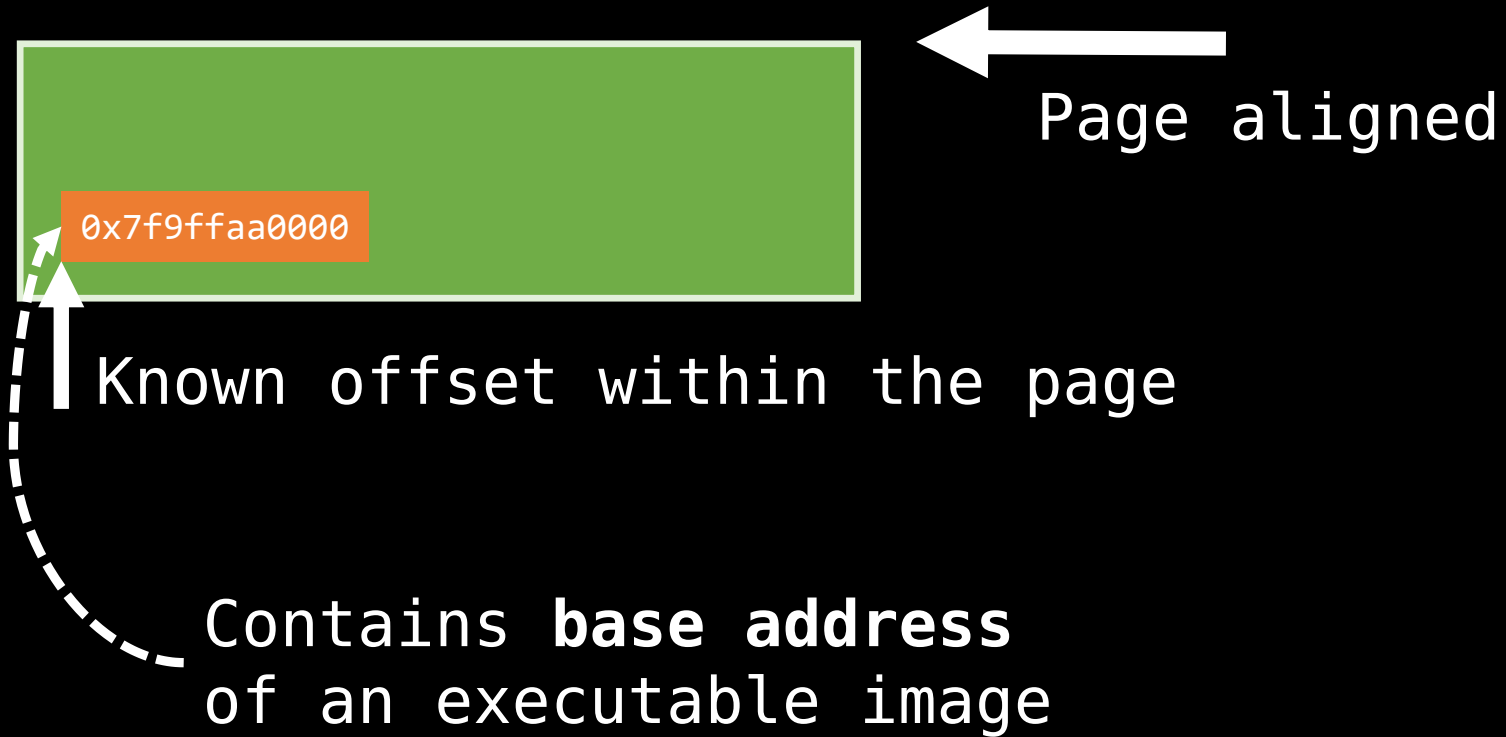 Page aligned
0x7f9ffaa0000
Known offset within the page
Contains base address
of an executable image